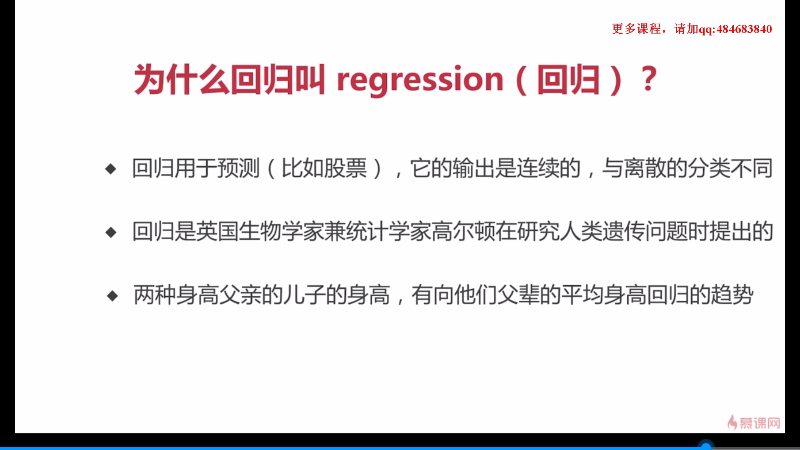 更多课程，请加qq:484683840
为什么回归叫 regression（回归）？
◆ 回归用于预测（比如股票），它的输出是连续的，与离散的分类不同
◆ 回归是英国生物学家兼统计学家高尔顿在研究人类遗传问题时提出的
◆ 两种身高父亲的儿子的身高，有向他们父辈的平均身高回归的趋势
慕课网